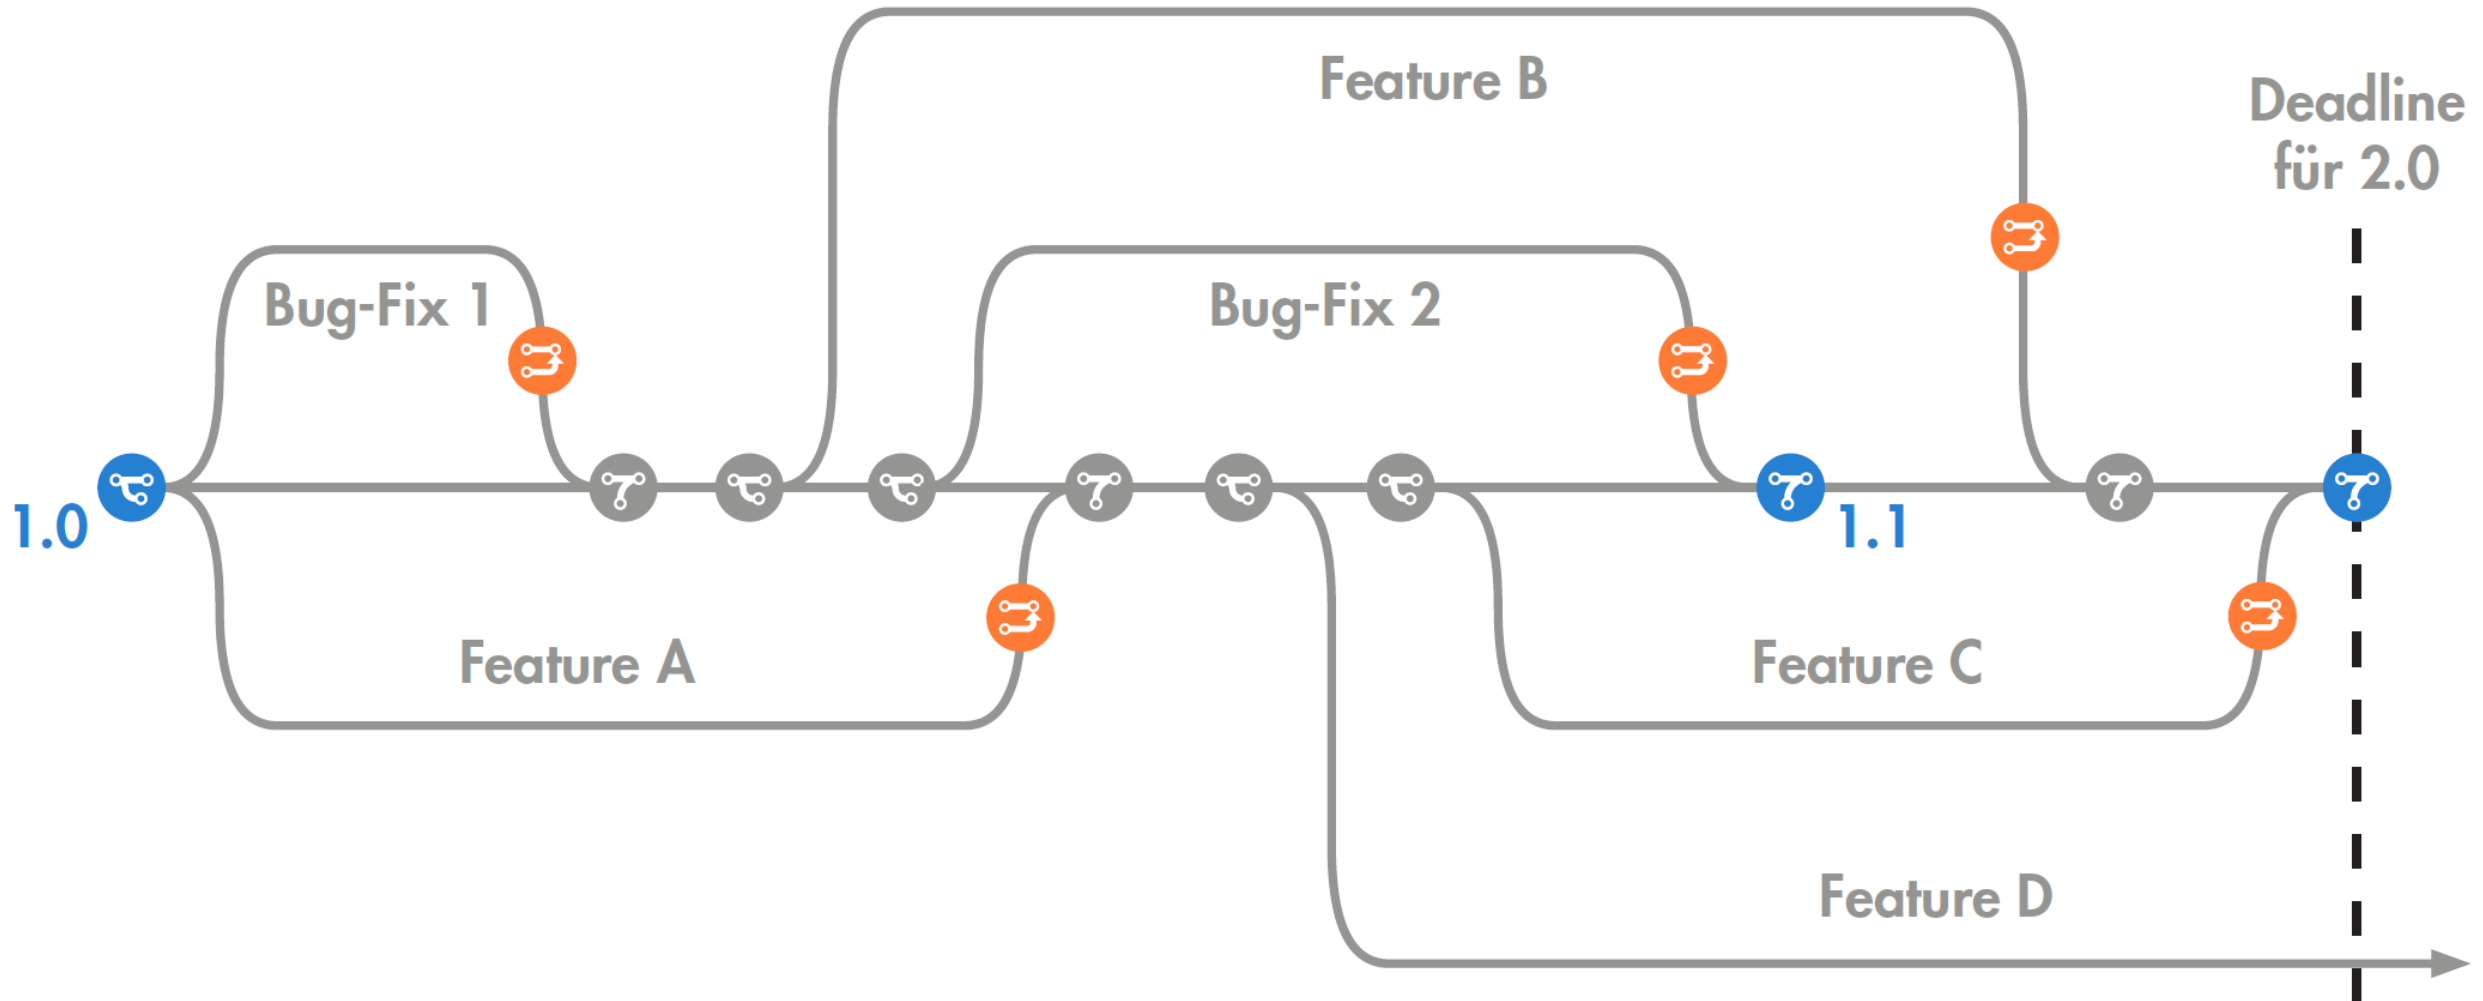 Feature B
Deadline
für 2.0
Bug-Fix 1
Bug-Fix 2
1.0
1.1
Feature A
Feature C
Feature D